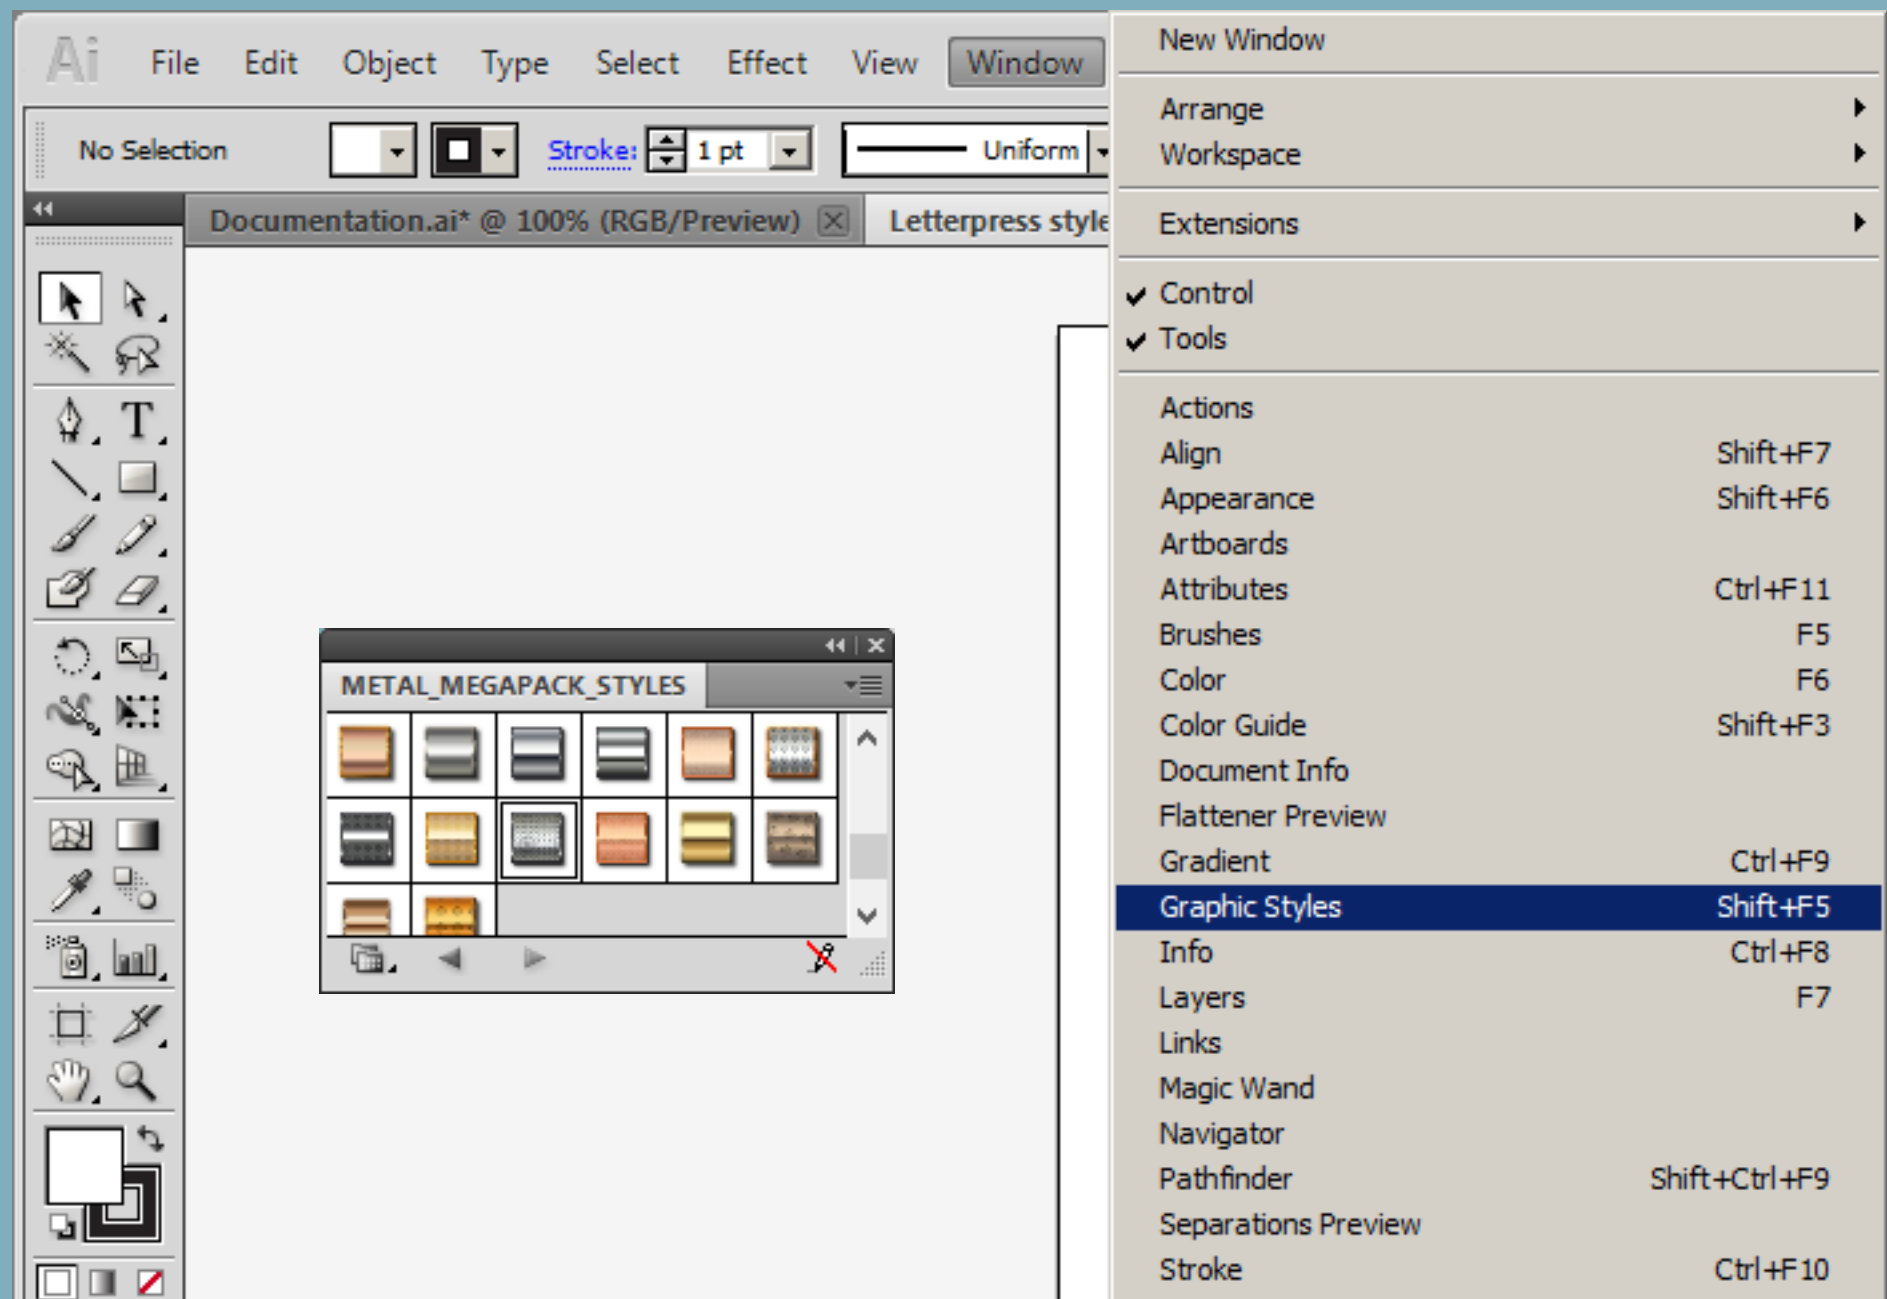 Ai File Edit Object Type Select Effect View Window
No Selection Stroke: 1 pt Uniform
Documentation.ai* @ 100% (RGB/Preview) Letterpress style
T
METAL_MEGAPACK_STYLES
New Window
Arrange
Workspace
Extensions
Control
Tools
Actions
Align Shift+F7
Appearance Shift+F6
Artboards
Attributes Ctrl+F11
Brushes F5
Color F6
Color Guide Shift+F3
Document Info
Flattener Preview
Gradient Ctrl+F9
Graphic Styles Shift+F5
Info Ctrl+F8
Layers F7
Links
Magic Wand
Navigator
Pathfinder Shift+Ctrl+F9
Separations Preview
Stroke Ctrl+F10